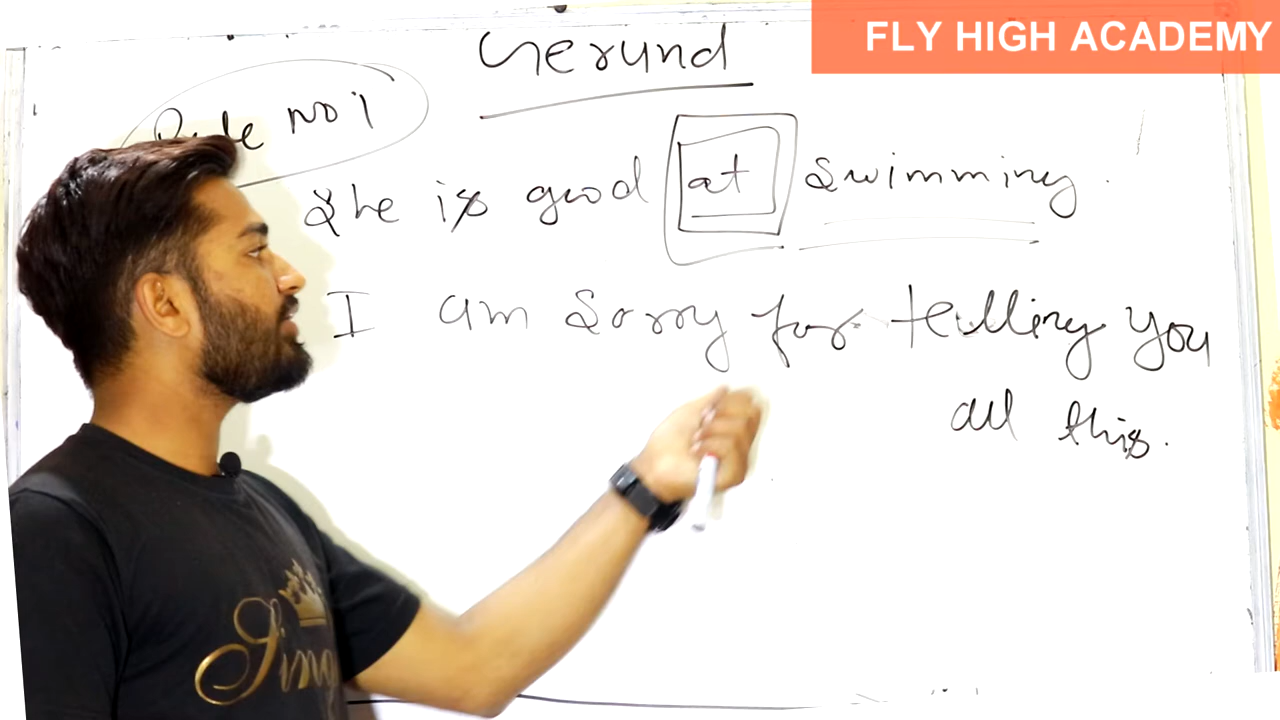 FLY HIGH ACADEMY
Gerund
Rule No 1
She is good at swimming.
I am sorry for telling you
all this.